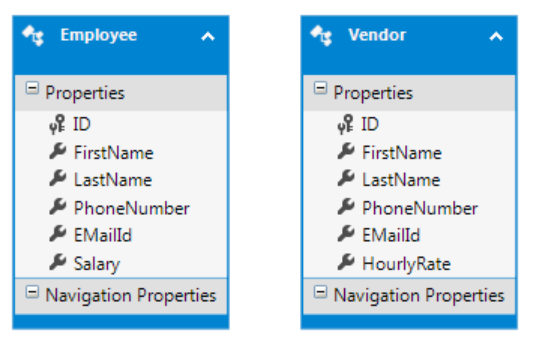 Employee
Properties
ID
FirstName
LastName
PhoneNumber
EMailId
Salary
Navigation Properties
Vendor
Properties
ID
FirstName
LastName
PhoneNumber
EMailId
HourlyRate
Navigation Properties